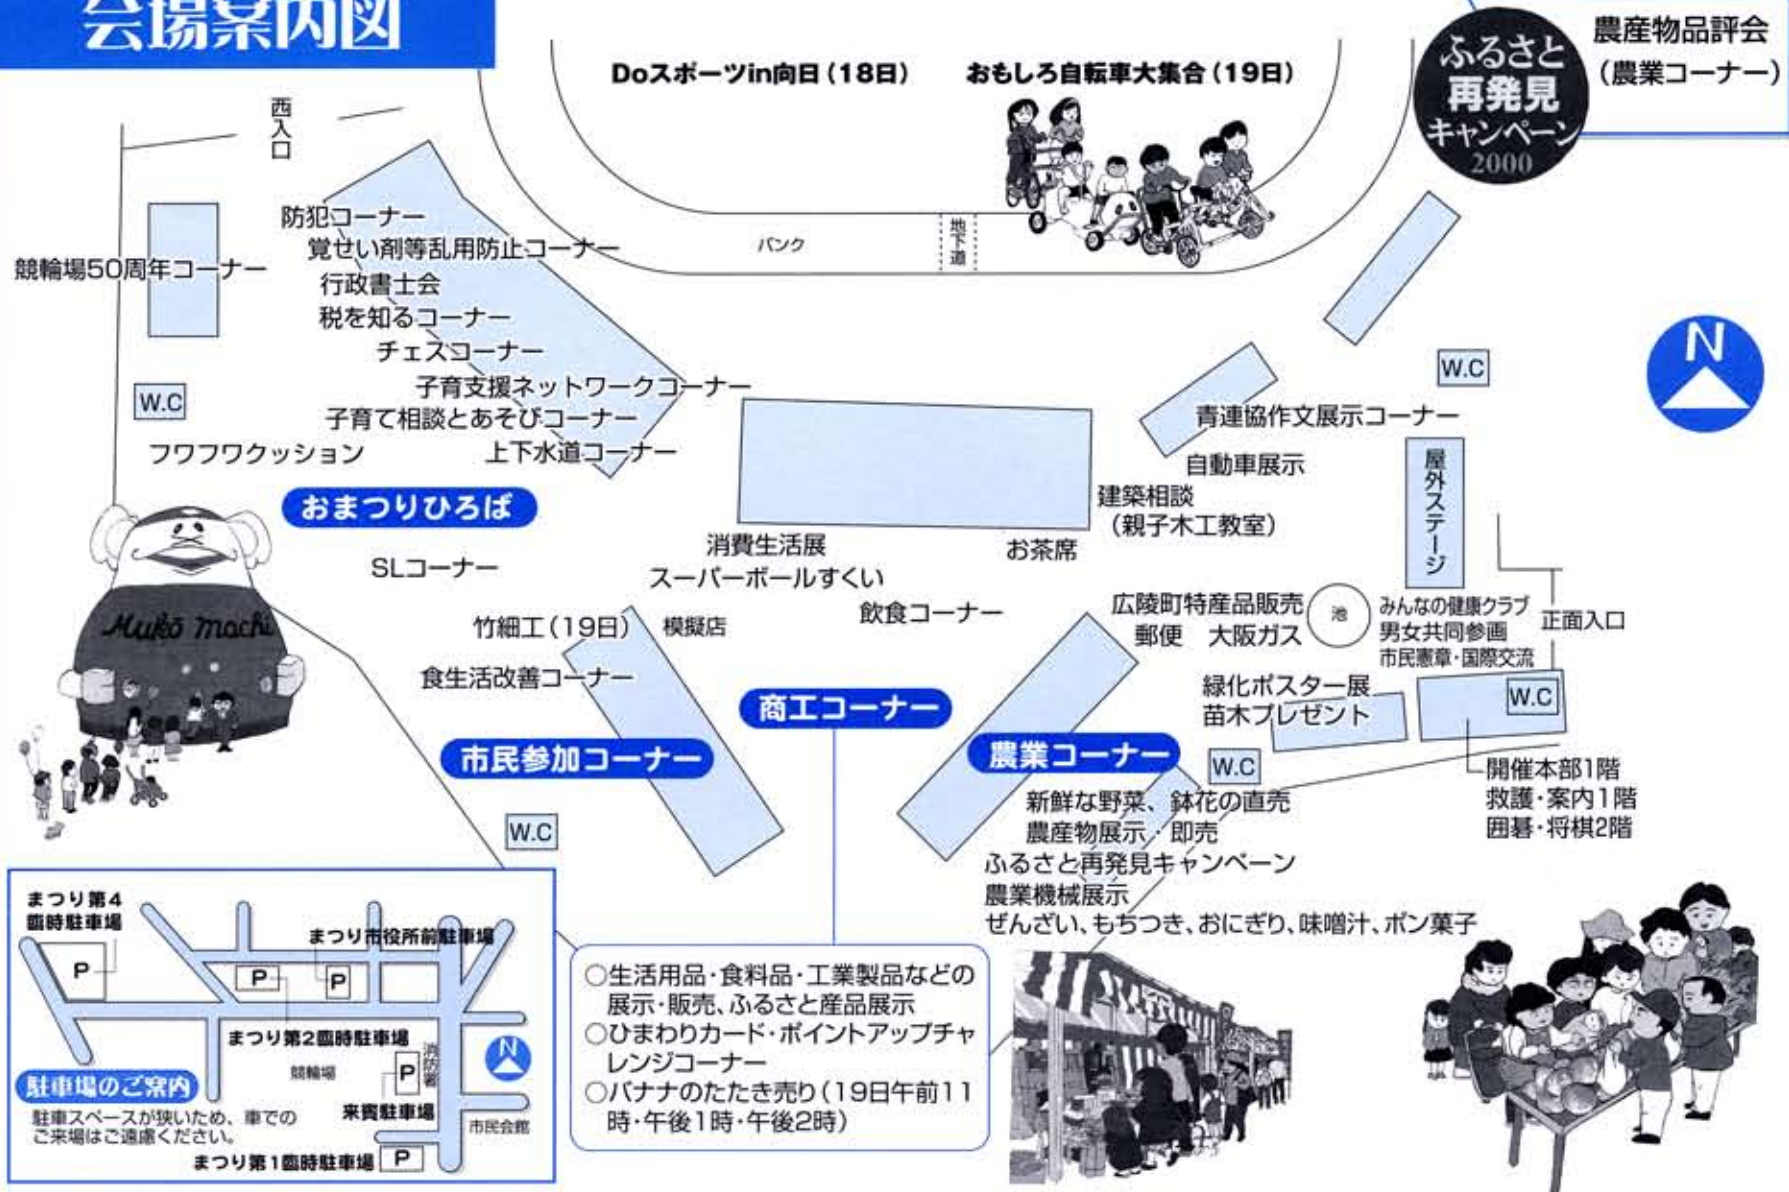 会場案内図
Doスポーツin向日(18日)
おもしろ自転車大集合(19日)
ふるさと
再発見
キャンペーン
2000
農産物品評会
(農業コーナー)
西入口
バンク
地下道
防犯コーナー
覚せい剤等乱用防止コーナー
競輪場50周年コーナー
行政書士会
税を知るコーナー
チェスコーナー
子育支援ネットワークコーナー
子育て相談とあそびコーナー
フワフワクッション
上下水道コーナー
W.C
おまつりひろば
SLコーナー
Mukō machi
N
W.C
青連協作文展示コーナー
自動車展示
建築相談
(親子木工教室)
屋外ステージ
消費生活展
お茶席
スーパーボールすくい
飲食コーナー
竹細工(19日)
模擬店
食生活改善コーナー
広陵町特産品販売
郵便 大阪ガス
池
みんなの健康クラブ
男女共同参画
市民憲章・国際交流
正面入口
緑化ポスター展
苗木プレゼント
W.C
商工コーナー
市民参加コーナー
農業コーナー
W.C
開催本部1階
救護・案内1階
囲碁・将棋2階
新鮮な野菜、鉢花の直売
農産物展示・即売
ふるさと再発見キャンペーン
農業機械展示
ぜんざい、もちつき、おにぎり、味噌汁、ポン菓子
W.C
まつり第4
臨時駐車場
P
まつり市役所前駐車場
P
P
まつり第2臨時駐車場
競輪場
P
消防署
N
駐車場のご案内
来賓駐車場
駐車スペースが狭いため、車での
ご来場はご遠慮ください。
市民会館
まつり第1臨時駐車場
P
○生活用品・食料品・工業製品などの
展示・販売、ふるさと産品展示
○ひまわりカード・ポイントアップチャ
レンジコーナー
○バナナのたたき売り(19日午前11
時・午後1時・午後2時)